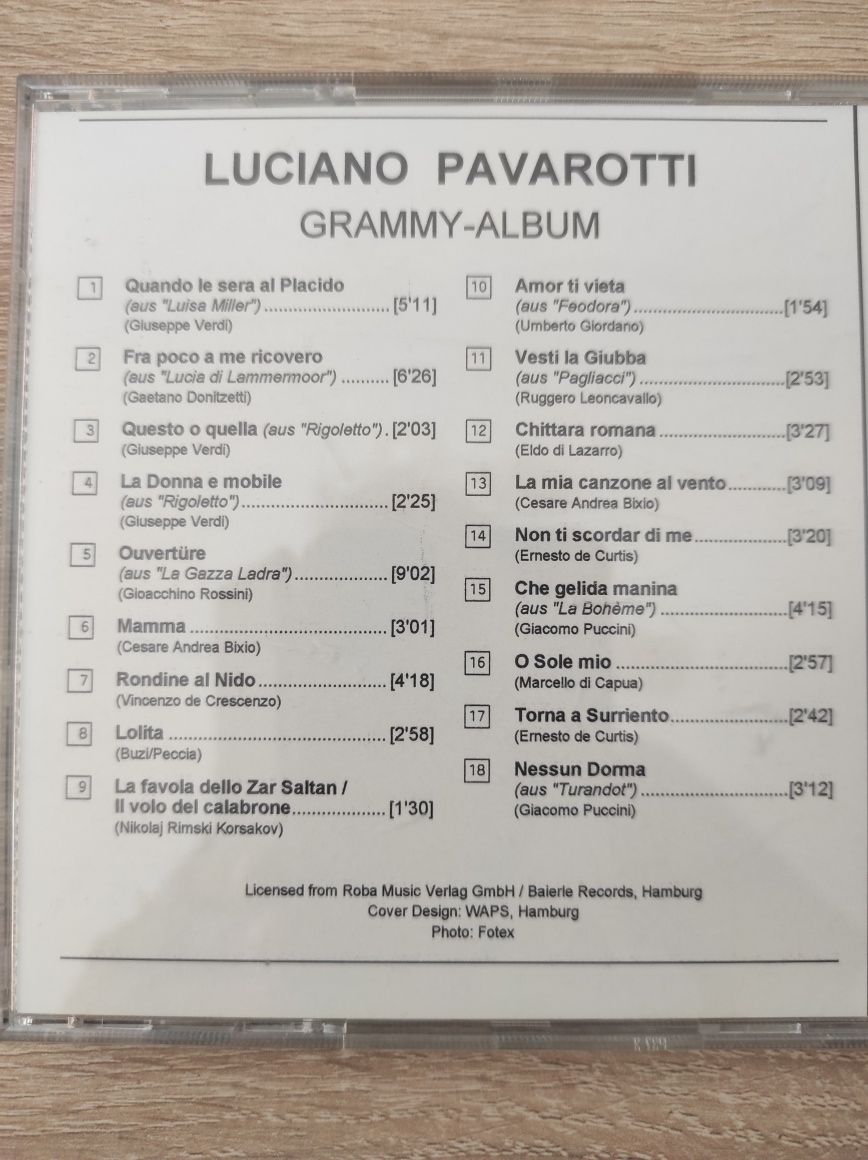 LUCIANO PAVAROTTI
GRAMMY-ALBUM
1 Quando le sera al Placido
(aus "Luisa Miller") ........................ [5'11]
(Giuseppe Verdi)
2 Fra poco a me ricovero
(aus "Lucia di Lammermoor") .......... [6'26]
(Gaetano Donitzetti)
3 Questo o quella (aus "Rigoletto") . [2'03]
(Giuseppe Verdi)
4 La Donna e mobile
(aus "Rigoletto")............................. [2'25]
(Giuseppe Verdi)
5 Ouvertüre
(aus "La Gazza Ladra")................... [9'02]
(Gioacchino Rossini)
6 Mamma ........................................ [3'01]
(Cesare Andrea Bixio)
7 Rondine al Nido.......................... [4'18]
(Vincenzo de Crescenzo)
8 Lolita ............................................ [2'58]
(Buzi/Peccia)
9 La favola dello Zar Saltan /
Il volo del calabrone................... [1'30]
(Nikolaj Rimski Korsakov)
10 Amor ti vieta
(aus "Feodora")..............................[1'54]
(Umberto Giordano)
11 Vesti la Giubba
(aus "Pagliacci") .............................[2'53]
(Ruggero Leoncavallo)
12 Chittara romana ..........................[3'27]
(Eldo di Lazarro)
13 La mia canzone al vento............[3'09]
(Cesare Andrea Bixio)
14 Non ti scordar di me...................[3'20]
(Ernesto de Curtis)
15 Che gelida manina
(aus "La Bohème") ..........................[4'15]
(Giacomo Puccini)
16 O Sole mio ...................................[2'57]
(Marcello di Capua)
17 Torna a Surriento........................[2'42]
(Ernesto de Curtis)
18 Nessun Dorma
(aus "Turandot") ..............................[3'12]
(Giacomo Puccini)
Licensed from Roba Music Verlag GmbH / Baierle Records, Hamburg
Cover Design: WAPS, Hamburg
Photo: Fotex